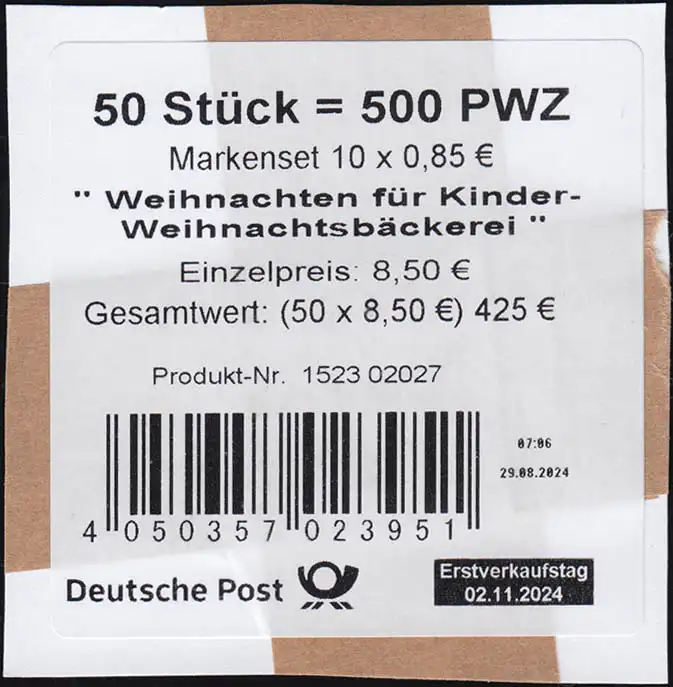 50 Stück = 500 PWZ
Markenset 10 x 0,85 €
" Weihnachten für Kinder-
Weihnachtsbäckerei "
Einzelpreis: 8,50 €
Gesamtwert: (50 x 8,50 €) 425 €
Produkt-Nr. 1523 02027
07:06
29.08.2024
4 050357 023951
Deutsche Post
Erstverkaufstag
02.11.2024